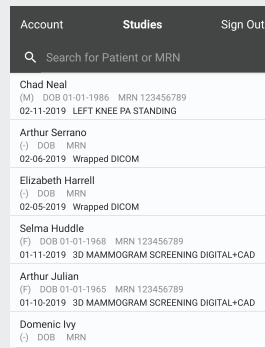 Account Studies Sign Out
Search for Patient or MRN
Chad Neal
(M) DOB 01-01-1986 MRN 123456789
02-11-2019 LEFT KNEE PA STANDING
Arthur Serrano
(-) DOB MRN
02-06-2019 Wrapped DICOM
Elizabeth Harrell
(-) DOB MRN
02-05-2019 Wrapped DICOM
Selma Huddle
(F) DOB 01-01-1968 MRN 123456789
01-11-2019 3D MAMMOGRAM SCREENING DIGITAL+CAD
Arthur Julian
(F) DOB 01-01-1965 MRN 123456789
01-10-2019 3D MAMMOGRAM SCREENING DIGITAL+CAD
Domenic Ivy
(-) DOB MRN